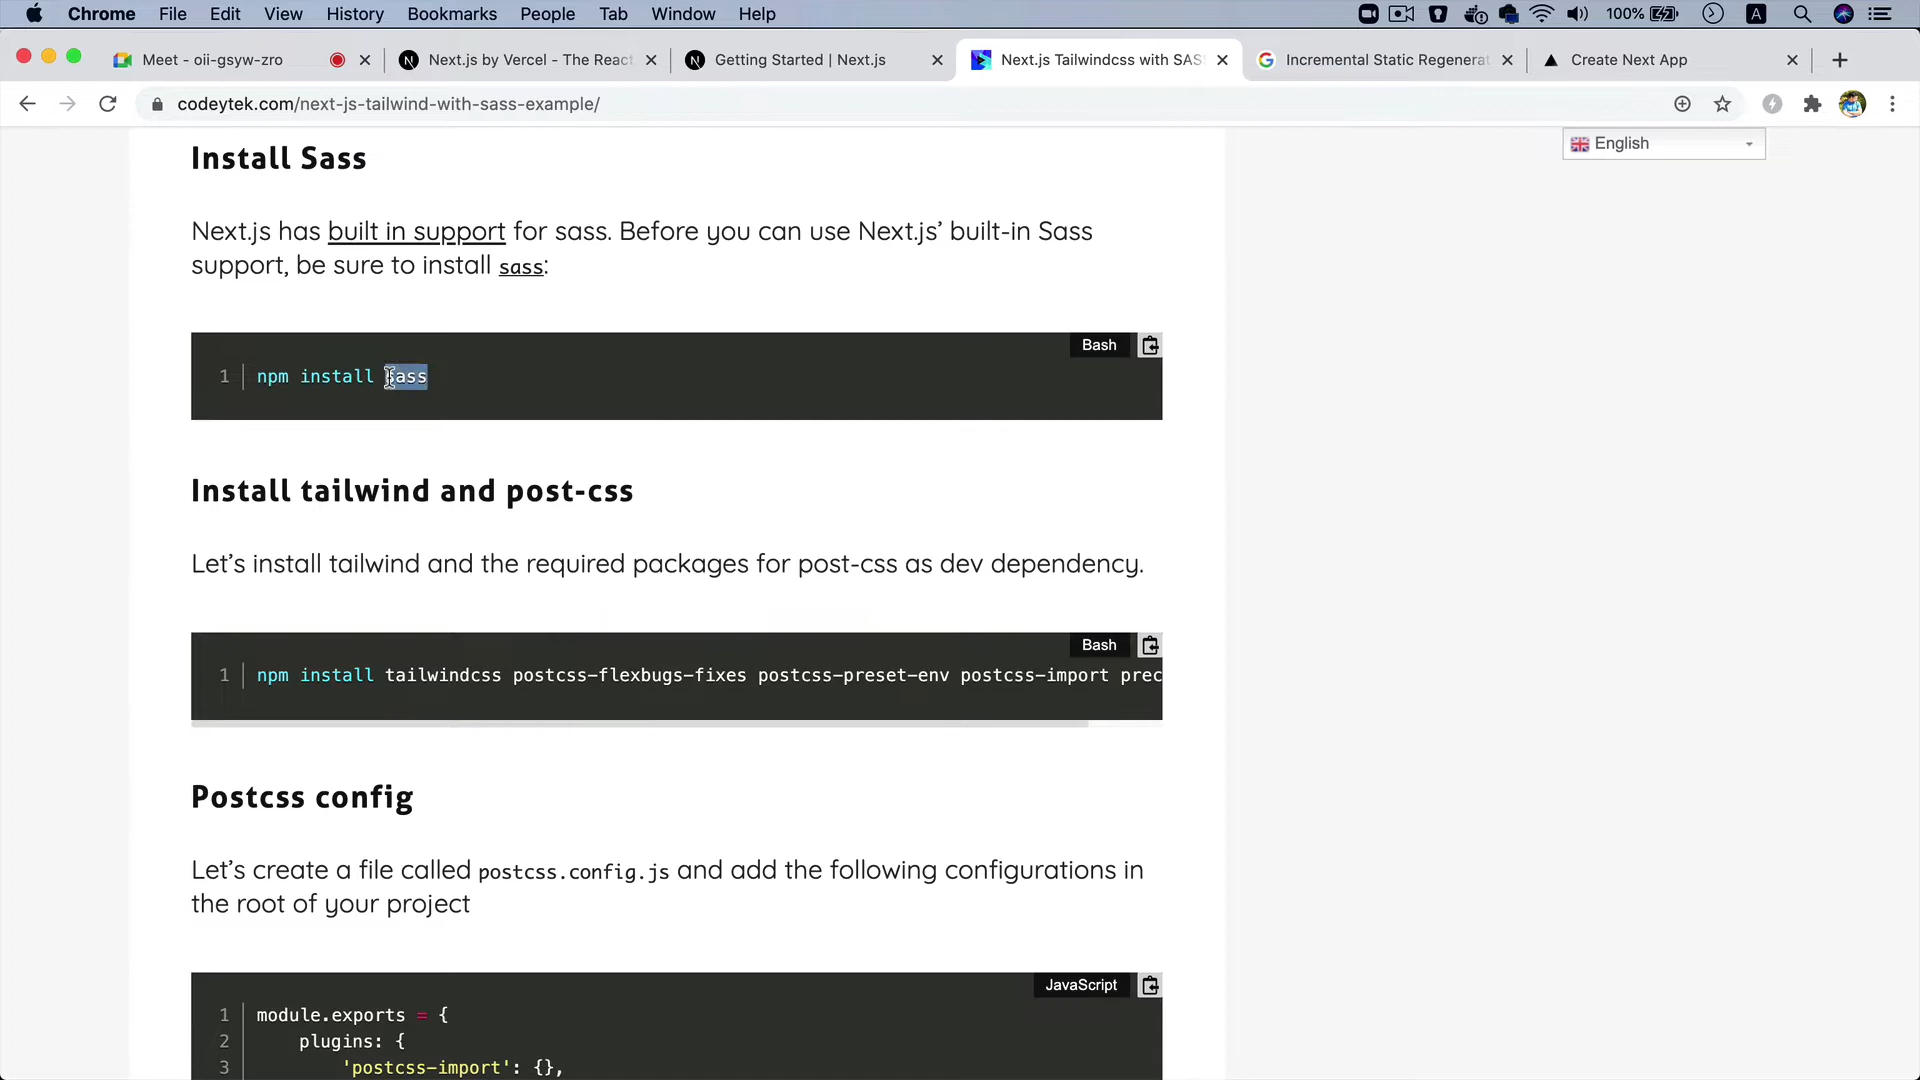 Chrome File Edit View History Bookmarks People Tab Window Help 100% A
Meet - oii-gsyw-zro Next.js by Vercel - The React Getting Started | Next.js Next.js Tailwindcss with SAS Incremental Static Regenerat Create Next App
codeytek.com/next-js-tailwind-with-sass-example/
English
Install Sass
Next.js has built in support for sass. Before you can use Next.js’ built-in Sass
support, be sure to install sass:
Bash
1 npm install sass
Install tailwind and post-css
Let’s install tailwind and the required packages for post-css as dev dependency.
Bash
1 npm install tailwindcss postcss-flexbugs-fixes postcss-preset-env postcss-import prec
Postcss config
Let’s create a file called postcss.config.js and add the following configurations in
the root of your project
JavaScript
1 module.exports = {
2 plugins: {
3 'postcss-import': {},